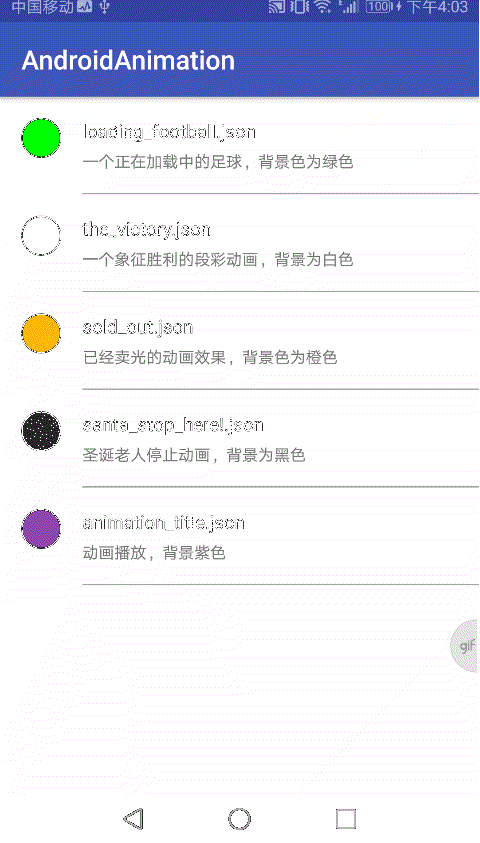 中国移动 100 下午4:03
AndroidAnimation
loading_football.json
一个正在加载中的足球，背景色为绿色
the_victory.json
一个象征胜利的段彩动画，背景为白色
sold_out.json
已经卖光的动画效果，背景色为橙色
santa_stop_here!.json
圣诞老人停止动画，背景为黑色
animation_title.json
动画播放，背景紫色
gif